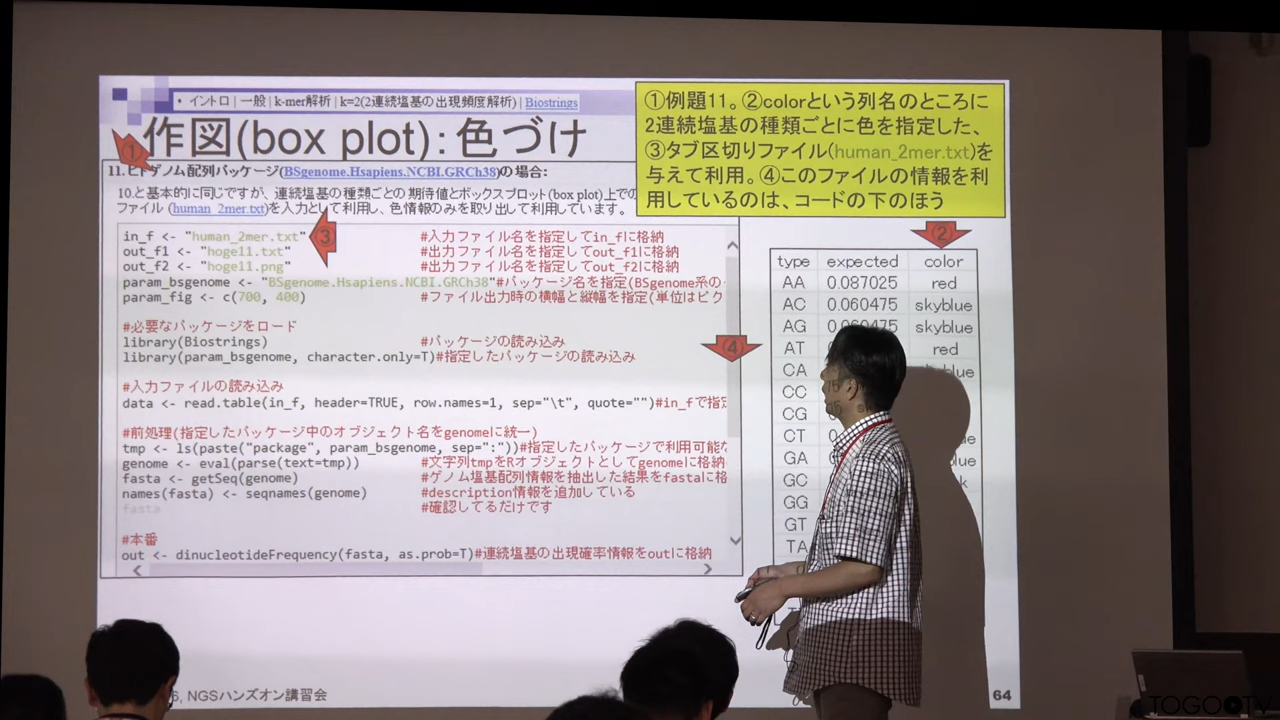 • イントロ | 一般 | k-mer解析 | k=2(2連続塩基の出現頻度解析) | Biostrings
作図(box plot)：色づけ
①例題11。②colorという列名のところに
2連続塩基の種類ごとに色を指定した、
③タブ区切りファイル(human_2mer.txt)を
与えて利用。④このファイルの情報を利
用しているのは、コードの下のほう
①
11. ヒトゲノム配列パッケージ(BSgenome.Hsapiens.NCBI.GRCh38)の場合:
10.と基本的に同じですが、連続塩基の種類ごとの期待値とボックスプロット(box plot)上での
ファイル (human_2mer.txt)を入力として利用し、色情報のみを取り出して利用しています。
in_f <- "human_2mer.txt" #入力ファイル名を指定してin_fに格納
③
out_f1 <- "hoge11.txt" #出力ファイル名を指定してout_f1に格納
out_f2 <- "hoge11.png" #出力ファイル名を指定してout_f2に格納
param_bsgenome <- "BSgenome.Hsapiens.NCBI.GRCh38"#パッケージ名を指定(BSgenome系の
param_fig <- c(700, 400) #ファイル出力時の横幅と縦幅を指定(単位はピク
#必要なパッケージをロード
library(Biostrings) #パッケージの読み込み
library(param_bsgenome, character.only=T)#指定したパッケージの読み込み
#入力ファイルの読み込み
data <- read.table(in_f, header=TRUE, row.names=1, sep="\t", quote="")#in_fで指定
#前処理(指定したパッケージ中のオブジェクト名をgenomeに統一)
tmp <- ls(paste("package", param_bsgenome, sep=":"))#指定したパッケージで利用可能な
genome <- eval(parse(text=tmp)) #文字列tmpをRオブジェクトとしてgenomeに格納
fasta <- getSeq(genome) #ゲノム塩基配列情報を抽出した結果をfastaに格
names(fasta) <- seqnames(genome) #description情報を追加している
fasta #確認してるだけです
#本番
out <- dinucleotideFrequency(fasta, as.prob=T)#連続塩基の出現確率情報をoutに格納
④
②
type expected color
AA 0.087025 red
AC 0.060475 skyblue
AG 0.060475 skyblue
AT red
CA
CC
CG
CT
GA
GC
GG
GT
TA
NGSハンズオン講習会
64
TOGOTV